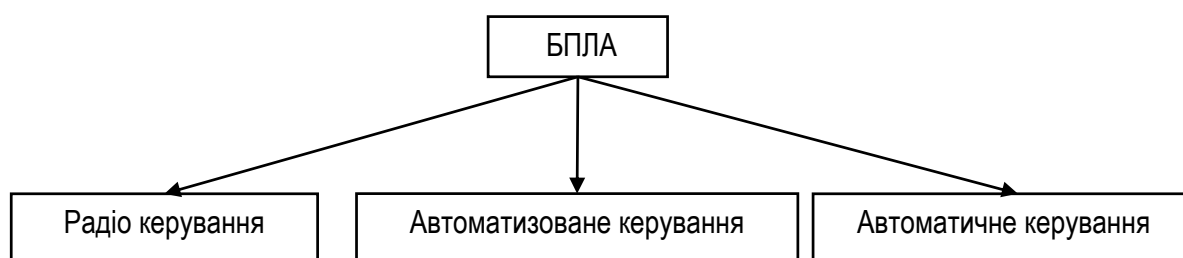 БПЛА
Радіо керування
Автоматизоване керування
Автоматичне керування